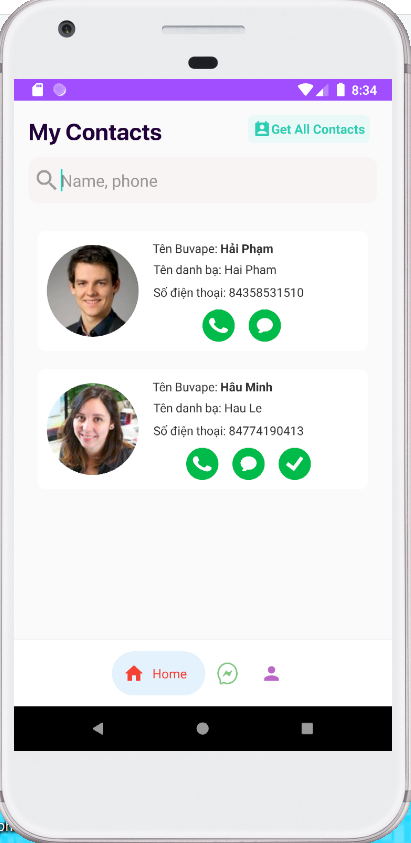 8:34
My Contacts
Get All Contacts
Name, phone
Tên Buvape: Hải Phạm
Tên danh bạ: Hai Pham
Số điện thoại: 84358531510
Tên Buvape: Hâu Minh
Tên danh bạ: Hau Le
Số điện thoại: 84774190413
Home